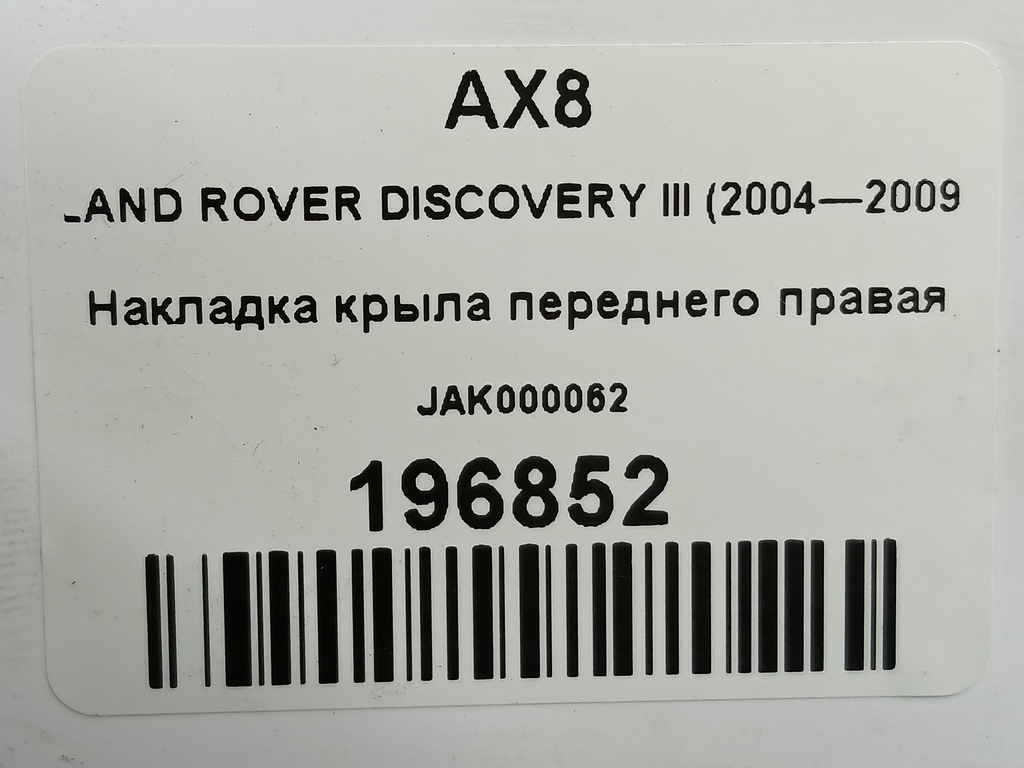 AX8
LAND ROVER DISCOVERY III (2004—2009
Накладка крыла переднего правая
JAK000062
196852